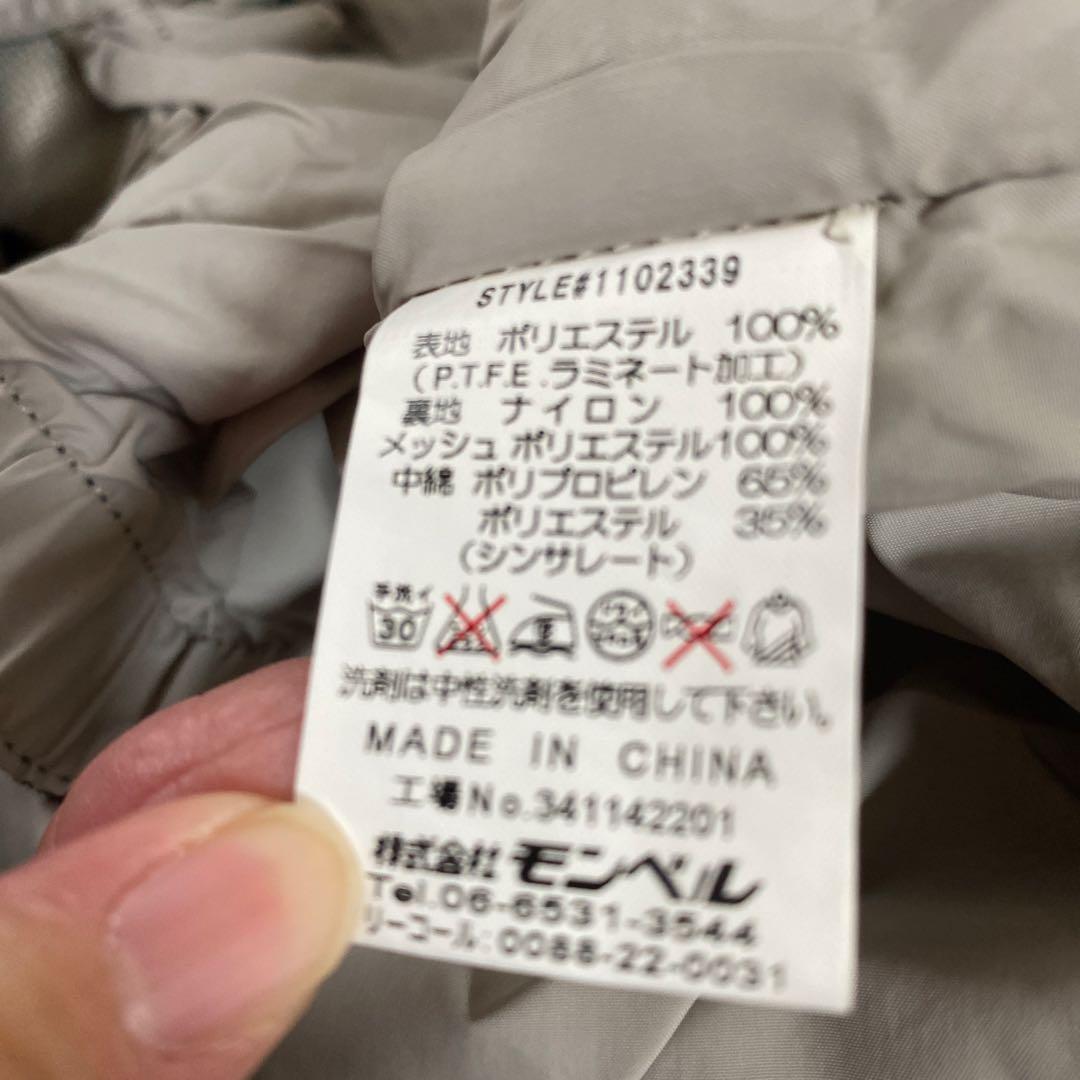 STYLE#1102339
表地 ポリエステル 100%
(P.T.F.E.ラミネート加工)
裏地 ナイロン 100%
メッシュ ポリエステル100%
中綿 ポリプロピレン 65%
ポリエステル 35%
(シンサレート)
手洗イ
30
洗剤は中性洗剤を使用して下さい。
MADE IN CHINA
工場No.341142201
株式会社 モンベル
Tel.06-6531-3544
リーコール:0088-22-0031